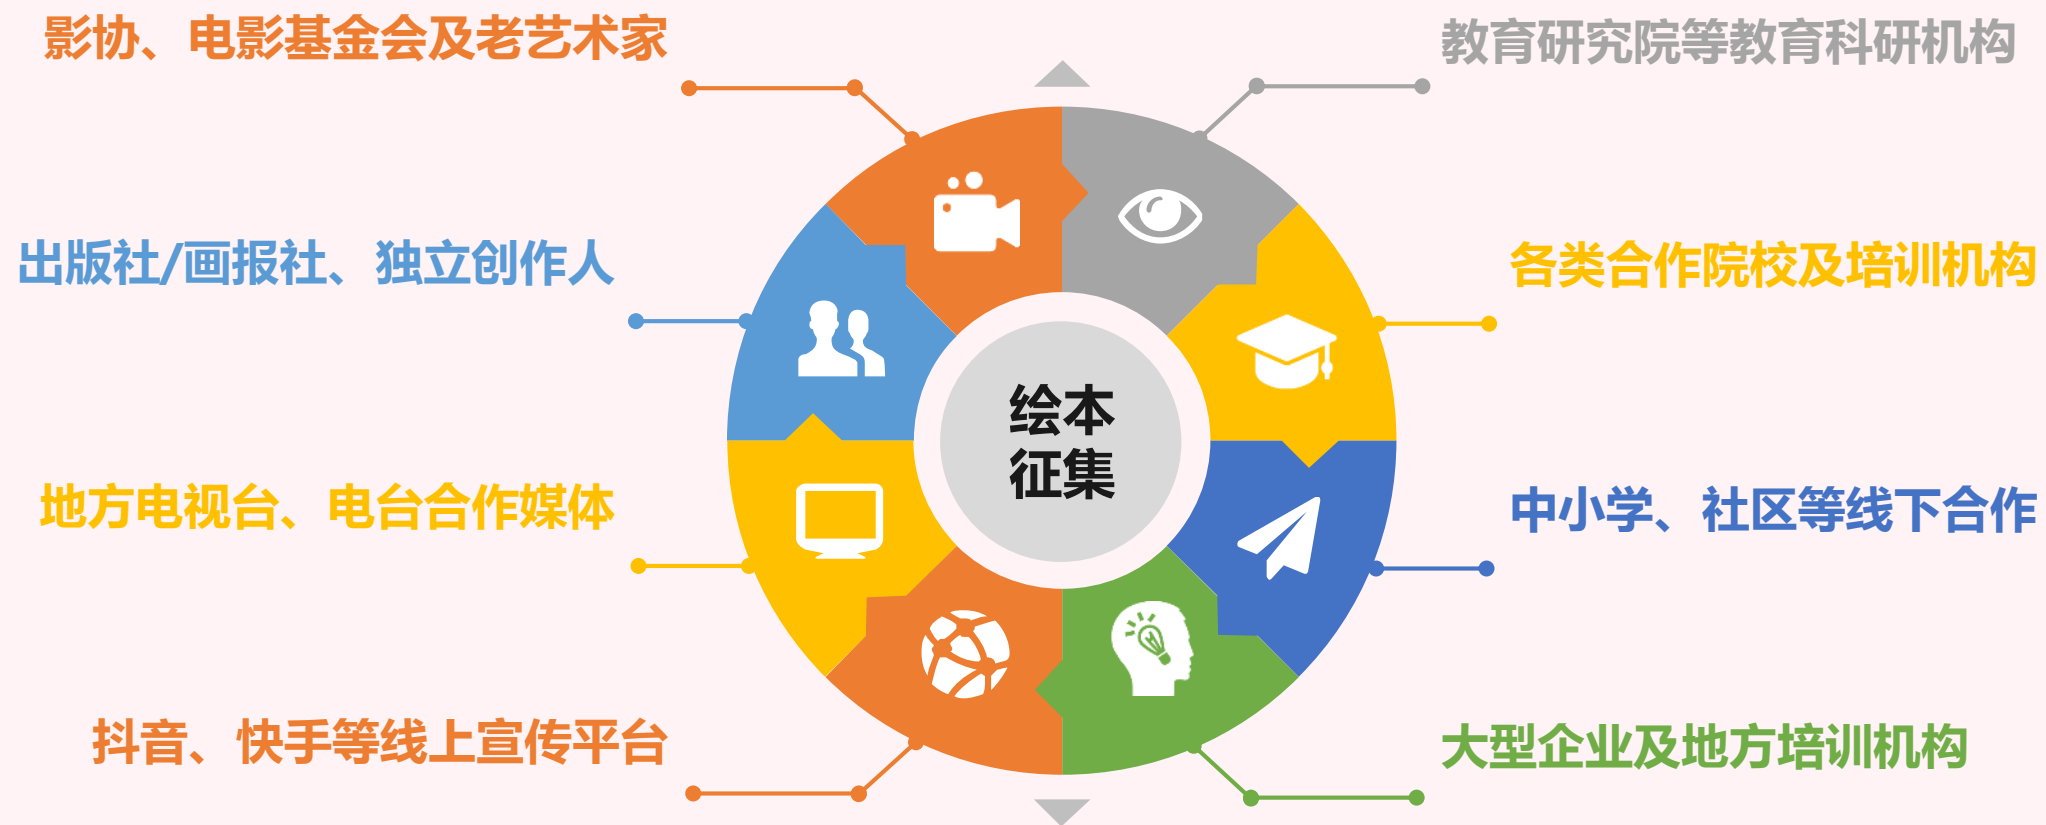 影协、电影基金会及老艺术家
教育研究院等教育科研机构
出版社/画报社、独立创作人
各类合作院校及培训机构
绘本
征集
地方电视台、电台合作媒体
中小学、社区等线下合作
抖音、快手等线上宣传平台
大型企业及地方培训机构